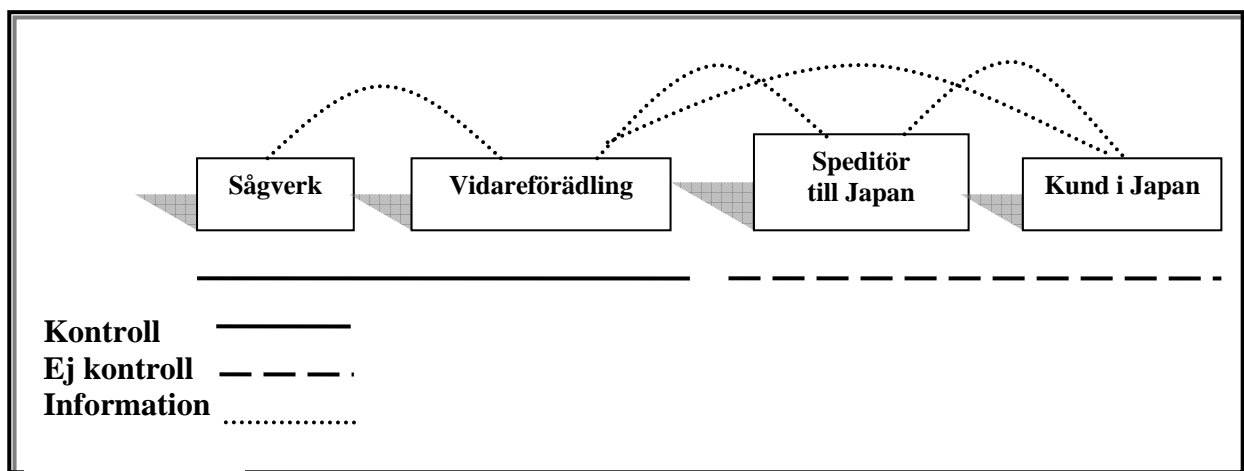 Sågverk
Vidareförädling
Speditör
till Japan
Kund i Japan
Kontroll
Ej kontroll
Information